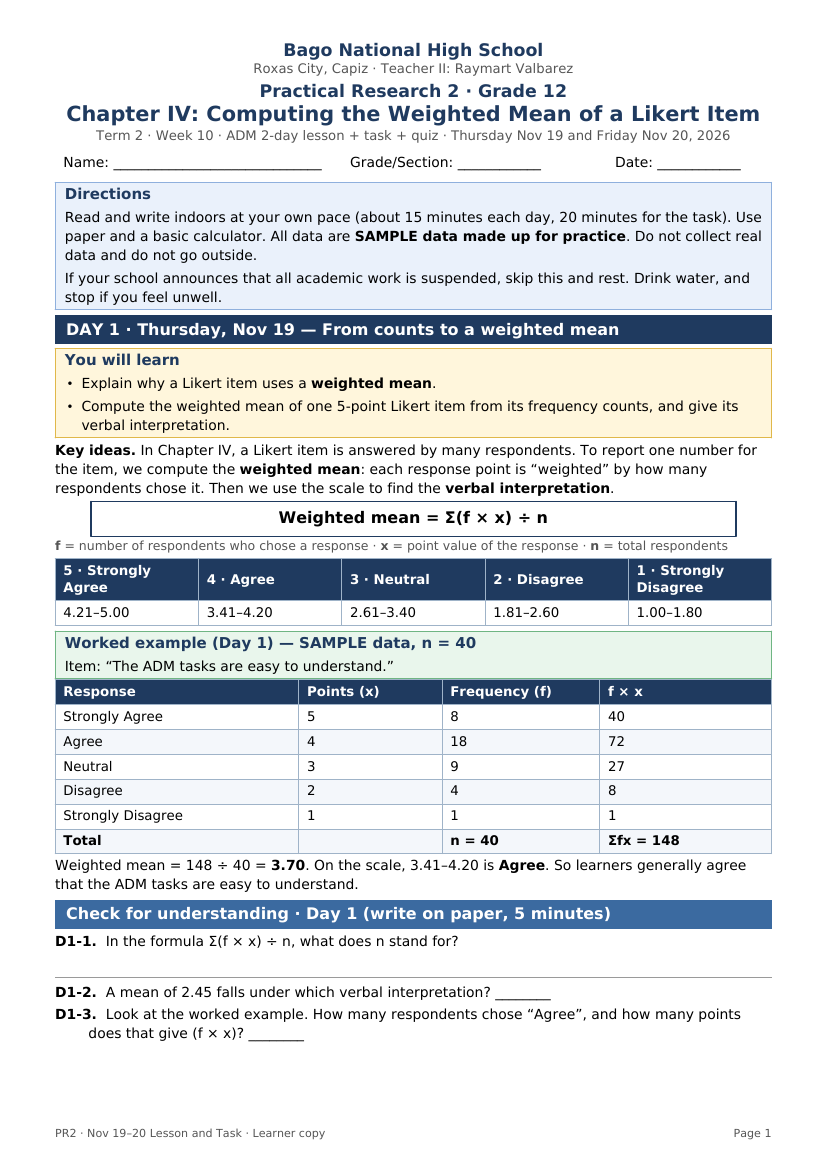 Bago National High School
Roxas City, Capiz · Teacher II: Raymart Valbarez
Practical Research 2 · Grade 12
Chapter IV: Computing the Weighted Mean of a Likert Item
Term 2 · Week 10 · ADM 2-day lesson + task + quiz · Thursday Nov 19 and Friday Nov 20, 2026
Name: ______________________________ Grade/Section: ____________ Date: ____________
Directions
Read and write indoors at your own pace (about 15 minutes each day, 20 minutes for the task). Use
paper and a basic calculator. All data are SAMPLE data made up for practice. Do not collect real
data and do not go outside.
If your school announces that all academic work is suspended, skip this and rest. Drink water, and
stop if you feel unwell.
DAY 1 · Thursday, Nov 19 — From counts to a weighted mean
You will learn
• Explain why a Likert item uses a weighted mean.
• Compute the weighted mean of one 5-point Likert item from its frequency counts, and give its
verbal interpretation.
Key ideas. In Chapter IV, a Likert item is answered by many respondents. To report one number for
the item, we compute the weighted mean: each response point is “weighted” by how many
respondents chose it. Then we use the scale to find the verbal interpretation.
Weighted mean = Σ(f × x) ÷ n
f = number of respondents who chose a response · x = point value of the response · n = total respondents
5 · Strongly Agree 4 · Agree 3 · Neutral 2 · Disagree 1 · Strongly Disagree
4.21–5.00 3.41–4.20 2.61–3.40 1.81–2.60 1.00–1.80
Worked example (Day 1) — SAMPLE data, n = 40
Item: “The ADM tasks are easy to understand.”
Response Points (x) Frequency (f) f × x
Strongly Agree 5 8 40
Agree 4 18 72
Neutral 3 9 27
Disagree 2 4 8
Strongly Disagree 1 1 1
Total n = 40 Σfx = 148
Weighted mean = 148 ÷ 40 = 3.70. On the scale, 3.41–4.20 is Agree. So learners generally agree
that the ADM tasks are easy to understand.
Check for understanding · Day 1 (write on paper, 5 minutes)
D1-1. In the formula Σ(f × x) ÷ n, what does n stand for?
D1-2. A mean of 2.45 falls under which verbal interpretation? ________
D1-3. Look at the worked example. How many respondents chose “Agree”, and how many points
does that give (f × x)? ________
PR2 · Nov 19–20 Lesson and Task · Learner copy Page 1